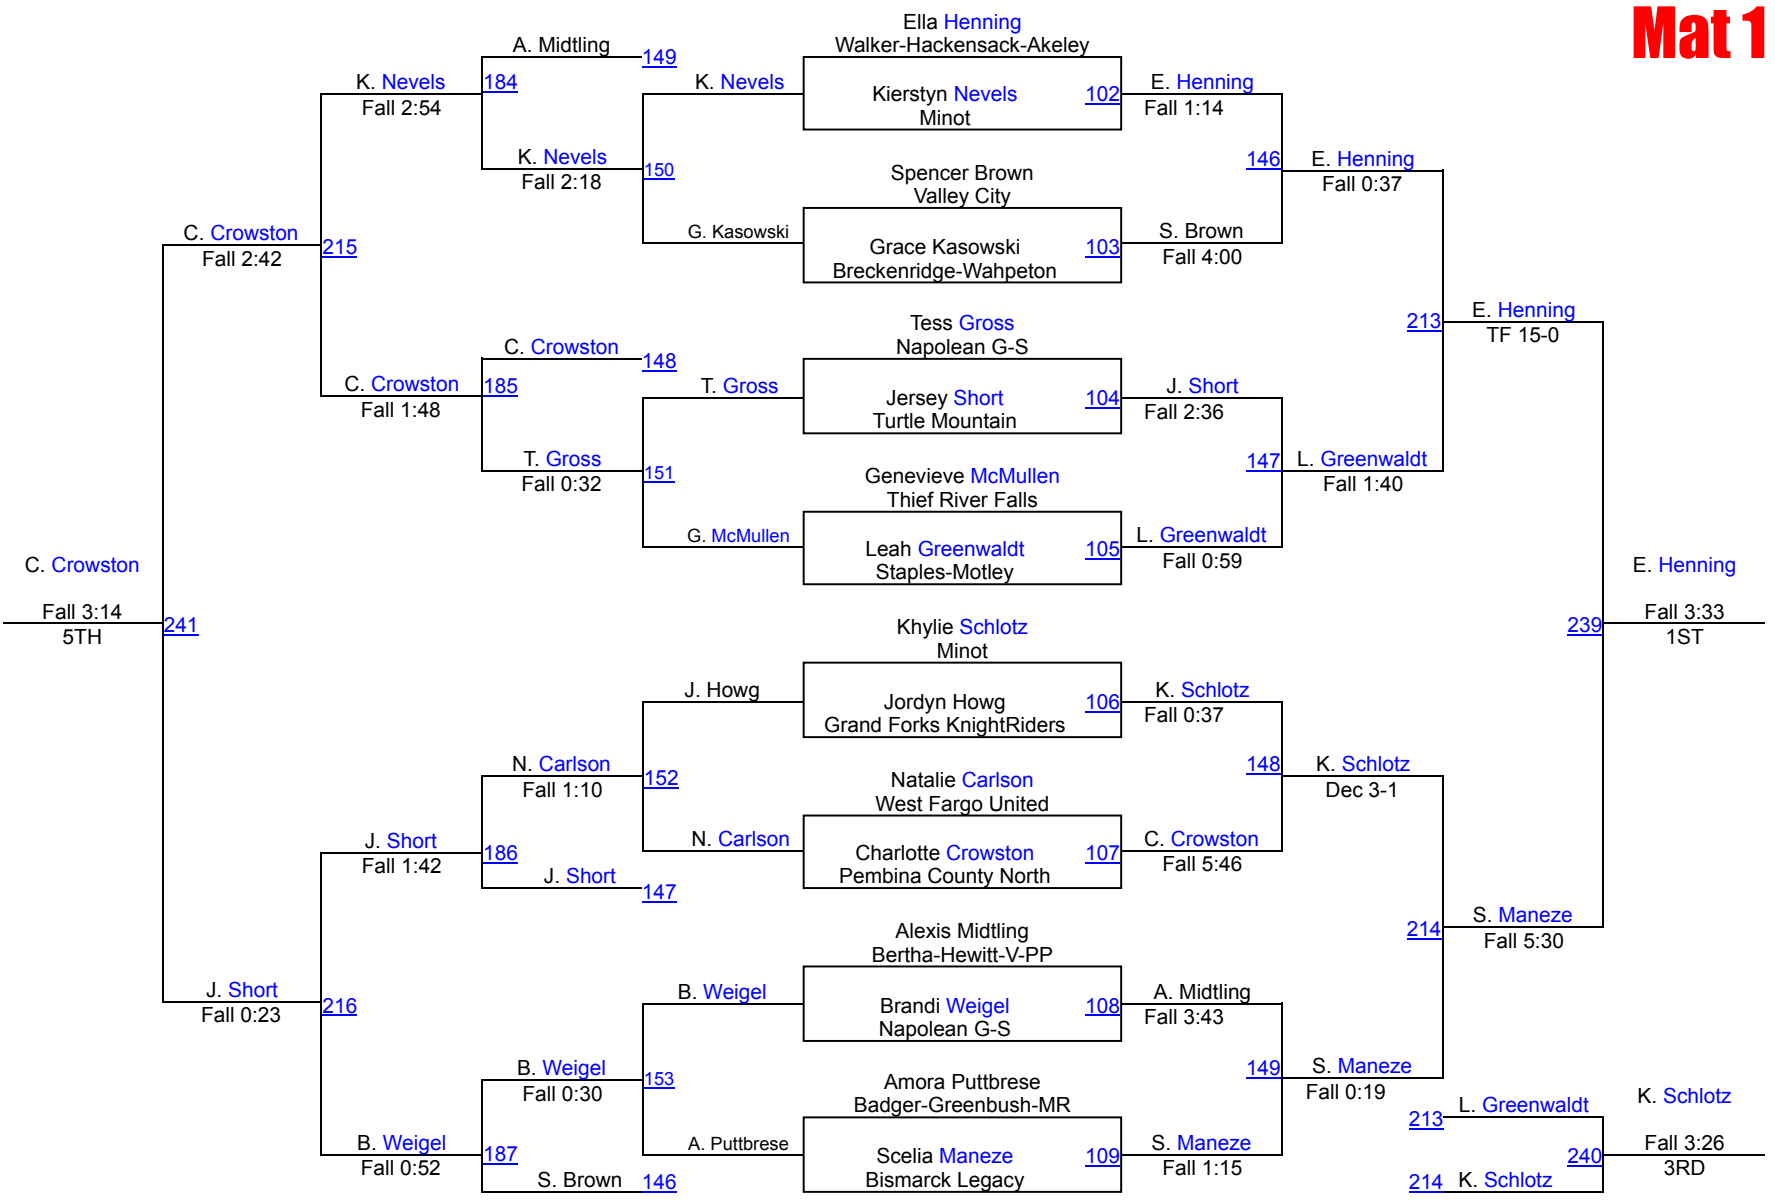 Mat 1
Ella Henning
Walker-Hackensack-Akeley
Kierstyn Nevels
Minot
102
Spencer Brown
Valley City
Grace Kasowski
Breckenridge-Wahpeton
103
Tess Gross
Napolean G-S
Jersey Short
Turtle Mountain
104
Genevieve McMullen
Thief River Falls
Leah Greenwaldt
Staples-Motley
105
Khylie Schlotz
Minot
Jordyn Howg
Grand Forks KnightRiders
106
Natalie Carlson
West Fargo United
Charlotte Crowston
Pembina County North
107
Alexis Midtling
Bertha-Hewitt-V-PP
Brandi Weigel
Napolean G-S
108
Amora Puttbrese
Badger-Greenbush-MR
Scelia Maneze
Bismarck Legacy
109
E. Henning
Fall 1:14
146
S. Brown
Fall 4:00
J. Short
Fall 2:36
147
L. Greenwaldt
Fall 0:59
K. Schlotz
Fall 0:37
148
C. Crowston
Fall 5:46
A. Midtling
Fall 3:43
149
S. Maneze
Fall 1:15
E. Henning
Fall 0:37
213
L. Greenwaldt
Fall 1:40
K. Schlotz
Dec 3-1
214
S. Maneze
Fall 0:19
E. Henning
TF 15-0
239
S. Maneze
Fall 5:30
E. Henning
Fall 3:33
1ST
213
L. Greenwaldt
214
K. Schlotz
240
K. Schlotz
Fall 3:26
3RD
K. Nevels
150
G. Kasowski
T. Gross
151
G. McMullen
J. Howg
152
N. Carlson
B. Weigel
153
A. Puttbrese
A. Midtling
149
184
K. Nevels
Fall 2:18
C. Crowston
148
185
T. Gross
Fall 0:32
N. Carlson
Fall 1:10
186
J. Short
147
B. Weigel
Fall 0:30
187
S. Brown
146
K. Nevels
Fall 2:54
215
C. Crowston
Fall 1:48
J. Short
Fall 1:42
216
B. Weigel
Fall 0:52
C. Crowston
Fall 2:42
241
J. Short
Fall 0:23
C. Crowston
Fall 3:14
5TH